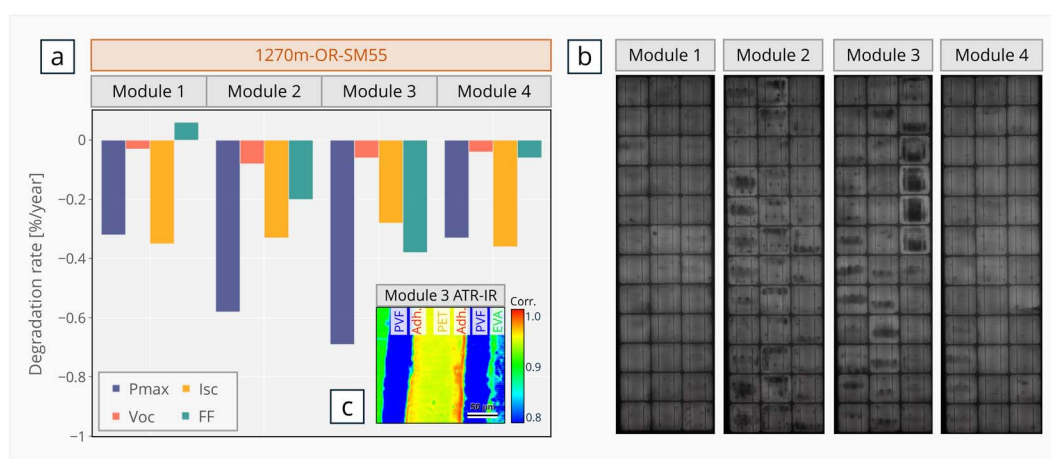 a
1270m-OR-SM55
Module 1
Module 2
Module 3
Module 4
Degradation rate [%/year]
0
−0.2
−0.4
−0.6
−0.8
−1
Pmax
Isc
Voc
FF
c
Module 3 ATR-IR
Corr.
PVF
Adh.
PET
Adh.
PVF
EVA
50 µm
1.0
0.9
0.8
b
Module 1
Module 2
Module 3
Module 4